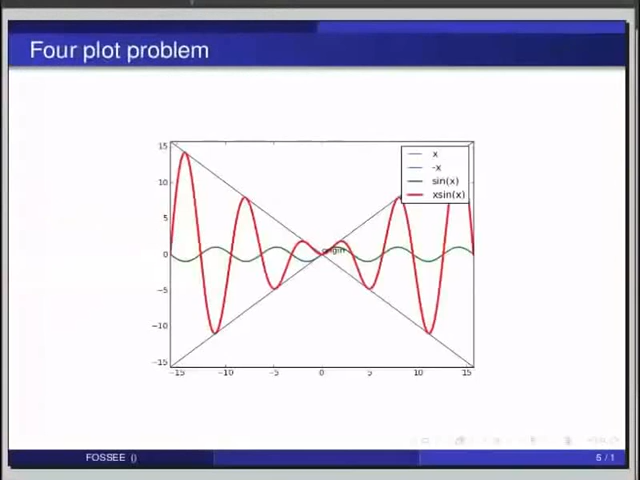 Four plot problem
x
-x
sin(x)
xsin(x)
15
10
5
0
−5
−10
−15
origin
−15 −10 −5 0 5 10 15
FOSSEE () 5 / 1